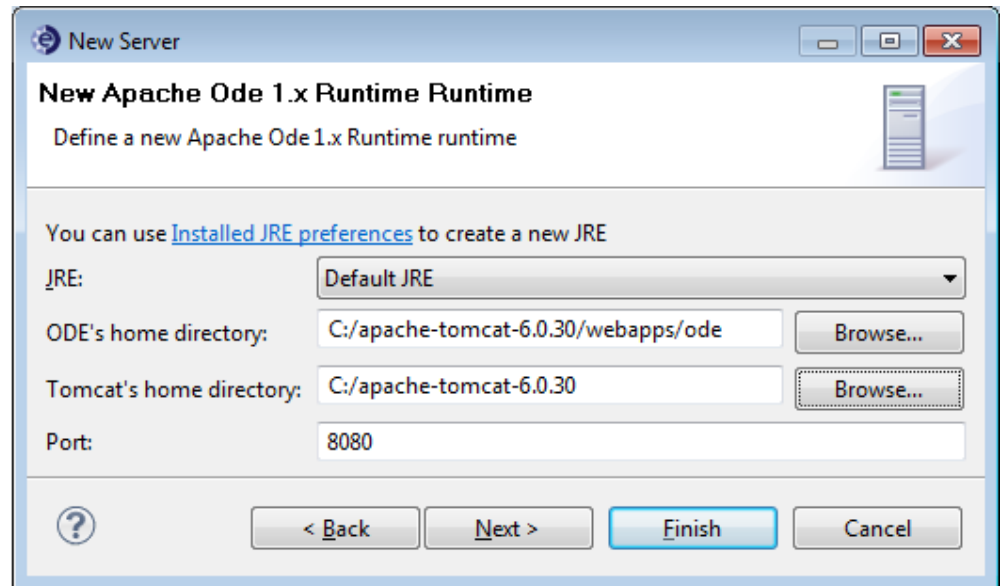 New Server
New Apache Ode 1.x Runtime Runtime
Define a new Apache Ode 1.x Runtime runtime
You can use Installed JRE preferences to create a new JRE
JRE: Default JRE
ODE's home directory: C:/apache-tomcat-6.0.30/webapps/ode Browse...
Tomcat's home directory: C:/apache-tomcat-6.0.30 Browse...
Port: 8080
? < Back Next > Finish Cancel